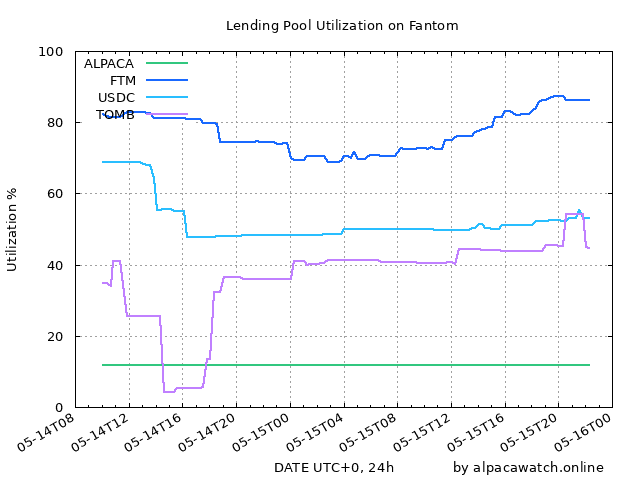 Lending Pool Utilization on Fantom
100
80
60
40
20
0
Utilization %
ALPACA
FTM
USDC
TOMB
05-14T08
05-14T12
05-14T16
05-14T20
05-15T00
05-15T04
05-15T08
05-15T12
05-15T16
05-15T20
05-16T00
DATE UTC+0, 24h
by alpacawatch.online